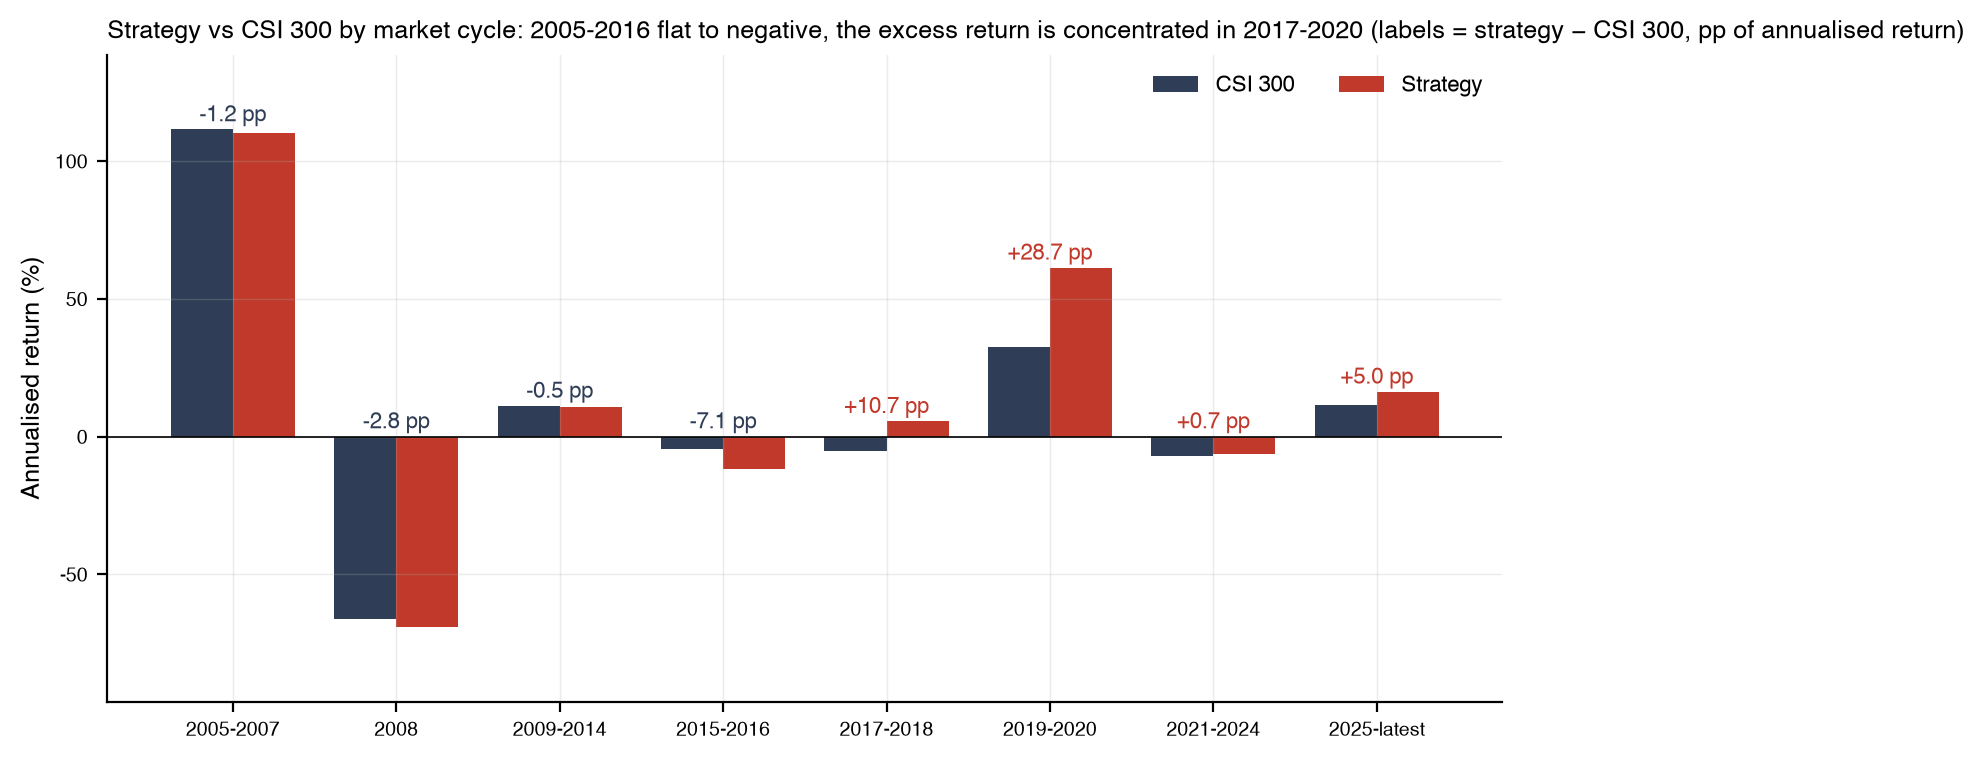 Strategy vs CSI 300 by market cycle: 2005-2016 flat to negative, the excess return is concentrated in 2017-2020 (labels = strategy − CSI 300, pp of annualised return)
CSI 300
Strategy
Annualised return (%)
100
50
0
-50
-1.2 pp
-2.8 pp
-0.5 pp
-7.1 pp
+10.7 pp
+28.7 pp
+0.7 pp
+5.0 pp
2005-2007
2008
2009-2014
2015-2016
2017-2018
2019-2020
2021-2024
2025-latest